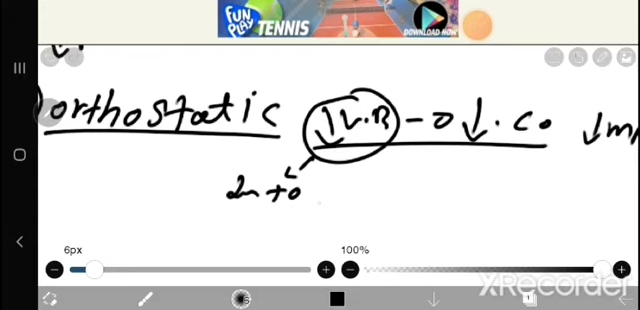 FUN PLAY TENNIS
DOWNLOAD NOW
orthostatic ↓V.R - ↓.CO ↓m
6px 100%
XRecorder